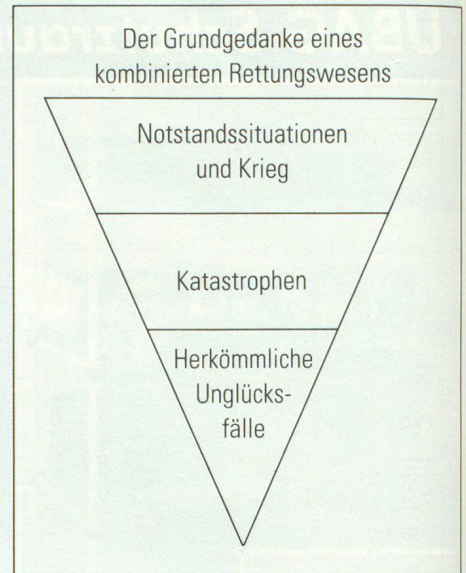 Der Grundgedanke eines
kombinierten Rettungswesens
Notstandssituationen
und Krieg
Katastrophen
Herkömmliche
Unglücks-
fälle